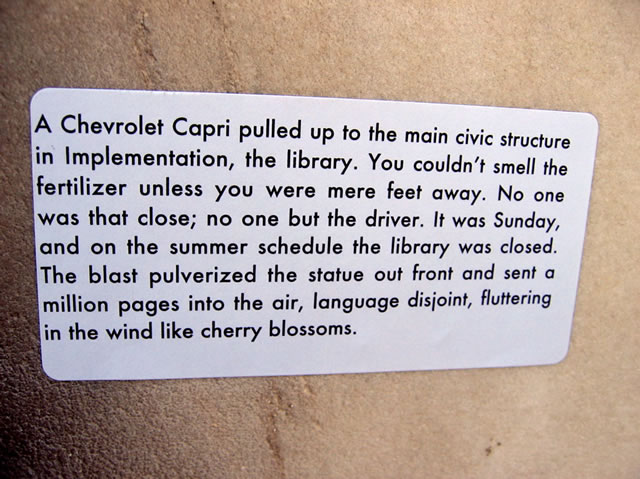 A Chevrolet Capri pulled up to the main civic structure
in Implementation, the library. You couldn't smell the
fertilizer unless you were mere feet away. No one
was that close; no one but the driver. It was Sunday,
and on the summer schedule the library was closed.
The blast pulverized the statue out front and sent a
million pages into the air, language disjoint, fluttering
in the wind like cherry blossoms.